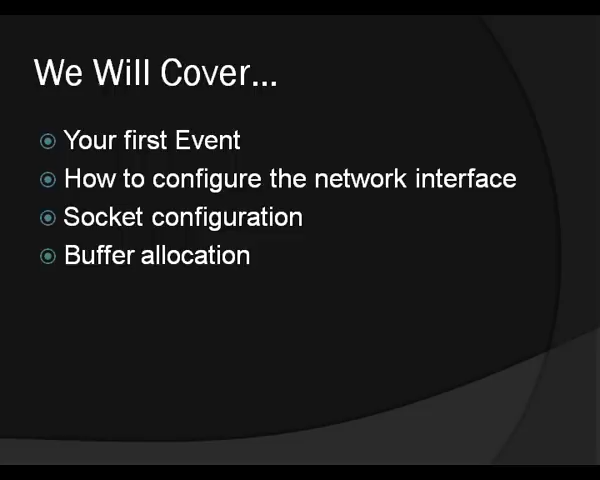 We Will Cover...
Your first Event
How to configure the network interface
Socket configuration
Buffer allocation